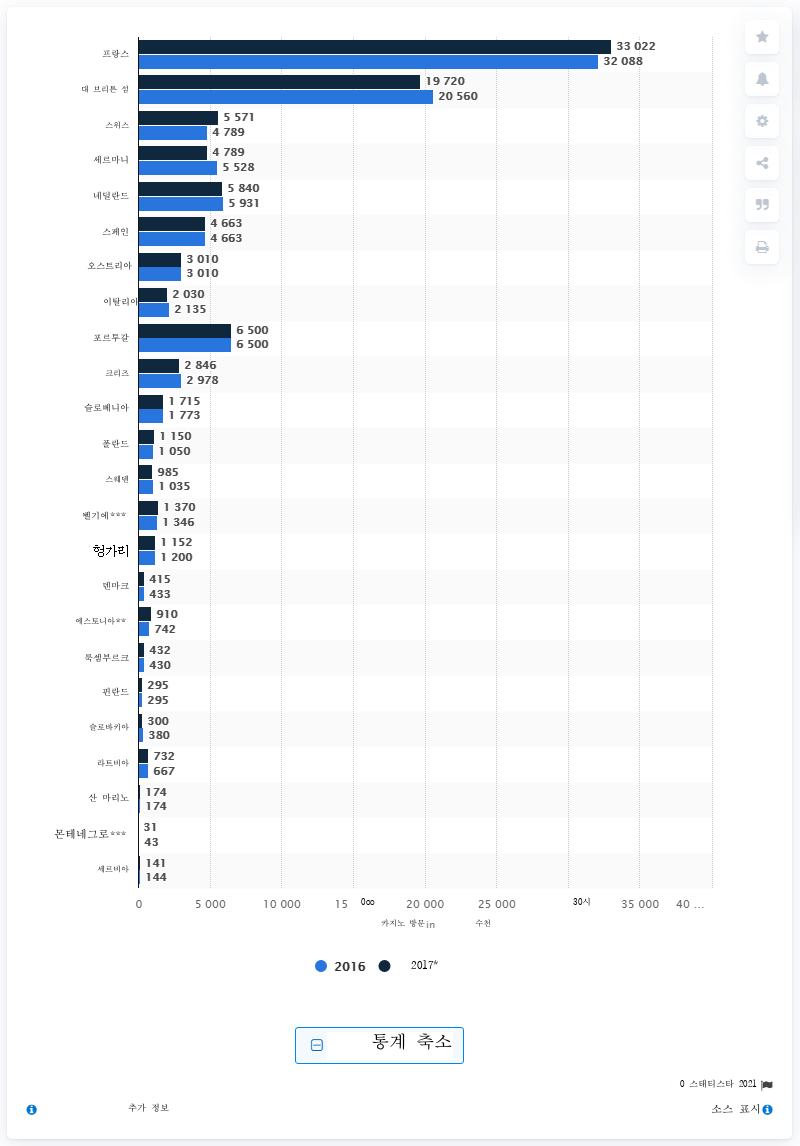 프랑스
33 022
32 088
대 브리튼 섬
19 720
20 560
스위스
5 571
4 789
세르마니
4 789
5 528
네덜란드
5 840
5 931
스페인
4 663
4 663
오스트리아
3 010
3 010
이탈리아
2 030
2 135
포르투갈
6 500
6 500
크리즈
2 846
2 978
슬로베니아
1 715
1 773
폴란드
1 150
1 050
스웨덴
985
1 035
벨기에***
1 370
1 346
헝가리
1 152
1 200
덴마크
415
433
에스토니아**
910
742
룩셈부르크
432
430
핀란드
295
295
슬로바키아
300
380
라트비아
732
667
산 마리노
174
174
몬테네그로***
31
43
세르비아
141
144
0 5 000 10 000 15 0∞ 20 000 25 000 30시 35 000 40 ...
카지노 방문in 수천
2016 2017*
통계 축소
0 스태티스타 2021
추가 정보 소스 표시